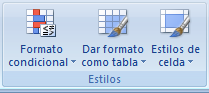 Formato condicional
Dar formato como tabla
Estilos de celda
Estilos